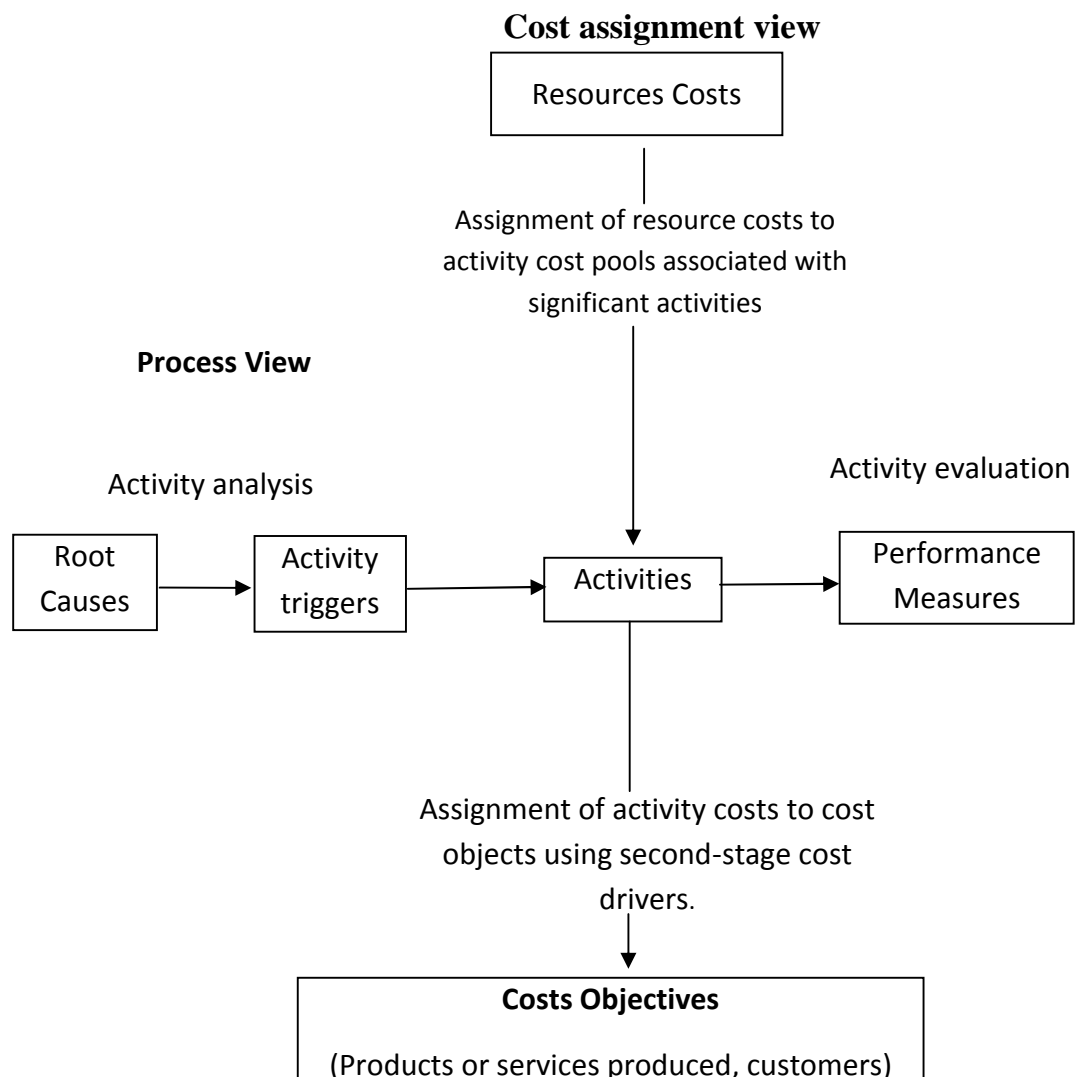 Cost assignment view
Resources Costs
Assignment of resource costs to
activity cost pools associated with
significant activities
Process View
Activity evaluation
Activity analysis
Root
Causes
Activity
triggers
Activities
Performance
Measures
Assignment of activity costs to cost
objects using second-stage cost
drivers.
Costs Objectives
(Products or services produced, customers)